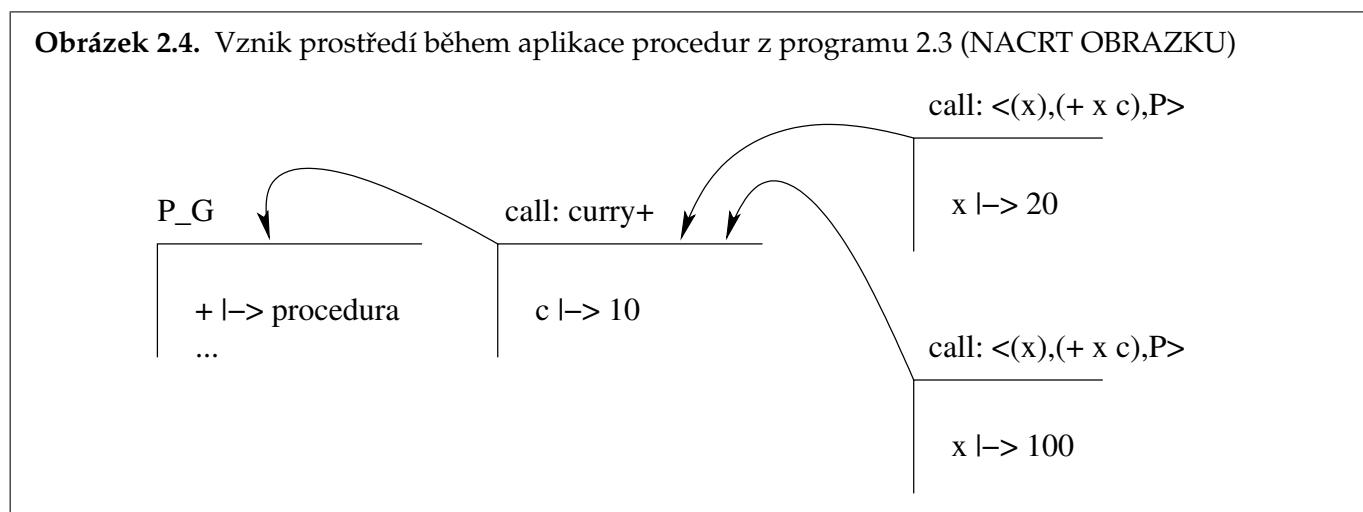 Obrázek 2.4. Vznik prostředí během aplikace procedur z programu 2.3 (NACRT OBRAZKU)
call: <(x),(+ x c),P>
x |−> 20
P_G
call: curry+
+ |−> procedura
...
c |−> 10
call: <(x),(+ x c),P>
x |−> 100